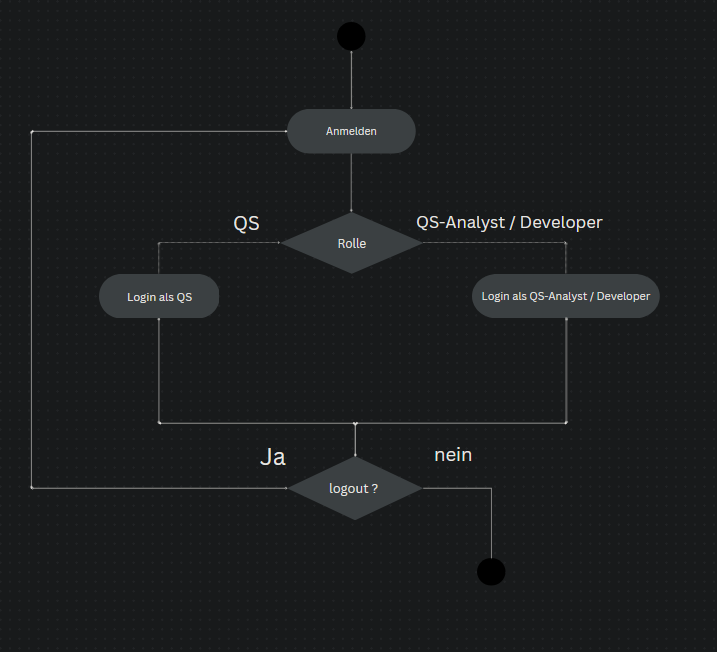 Anmelden
QS
QS-Analyst / Developer
Rolle
Login als QS
Login als QS-Analyst / Developer
Ja
nein
logout ?